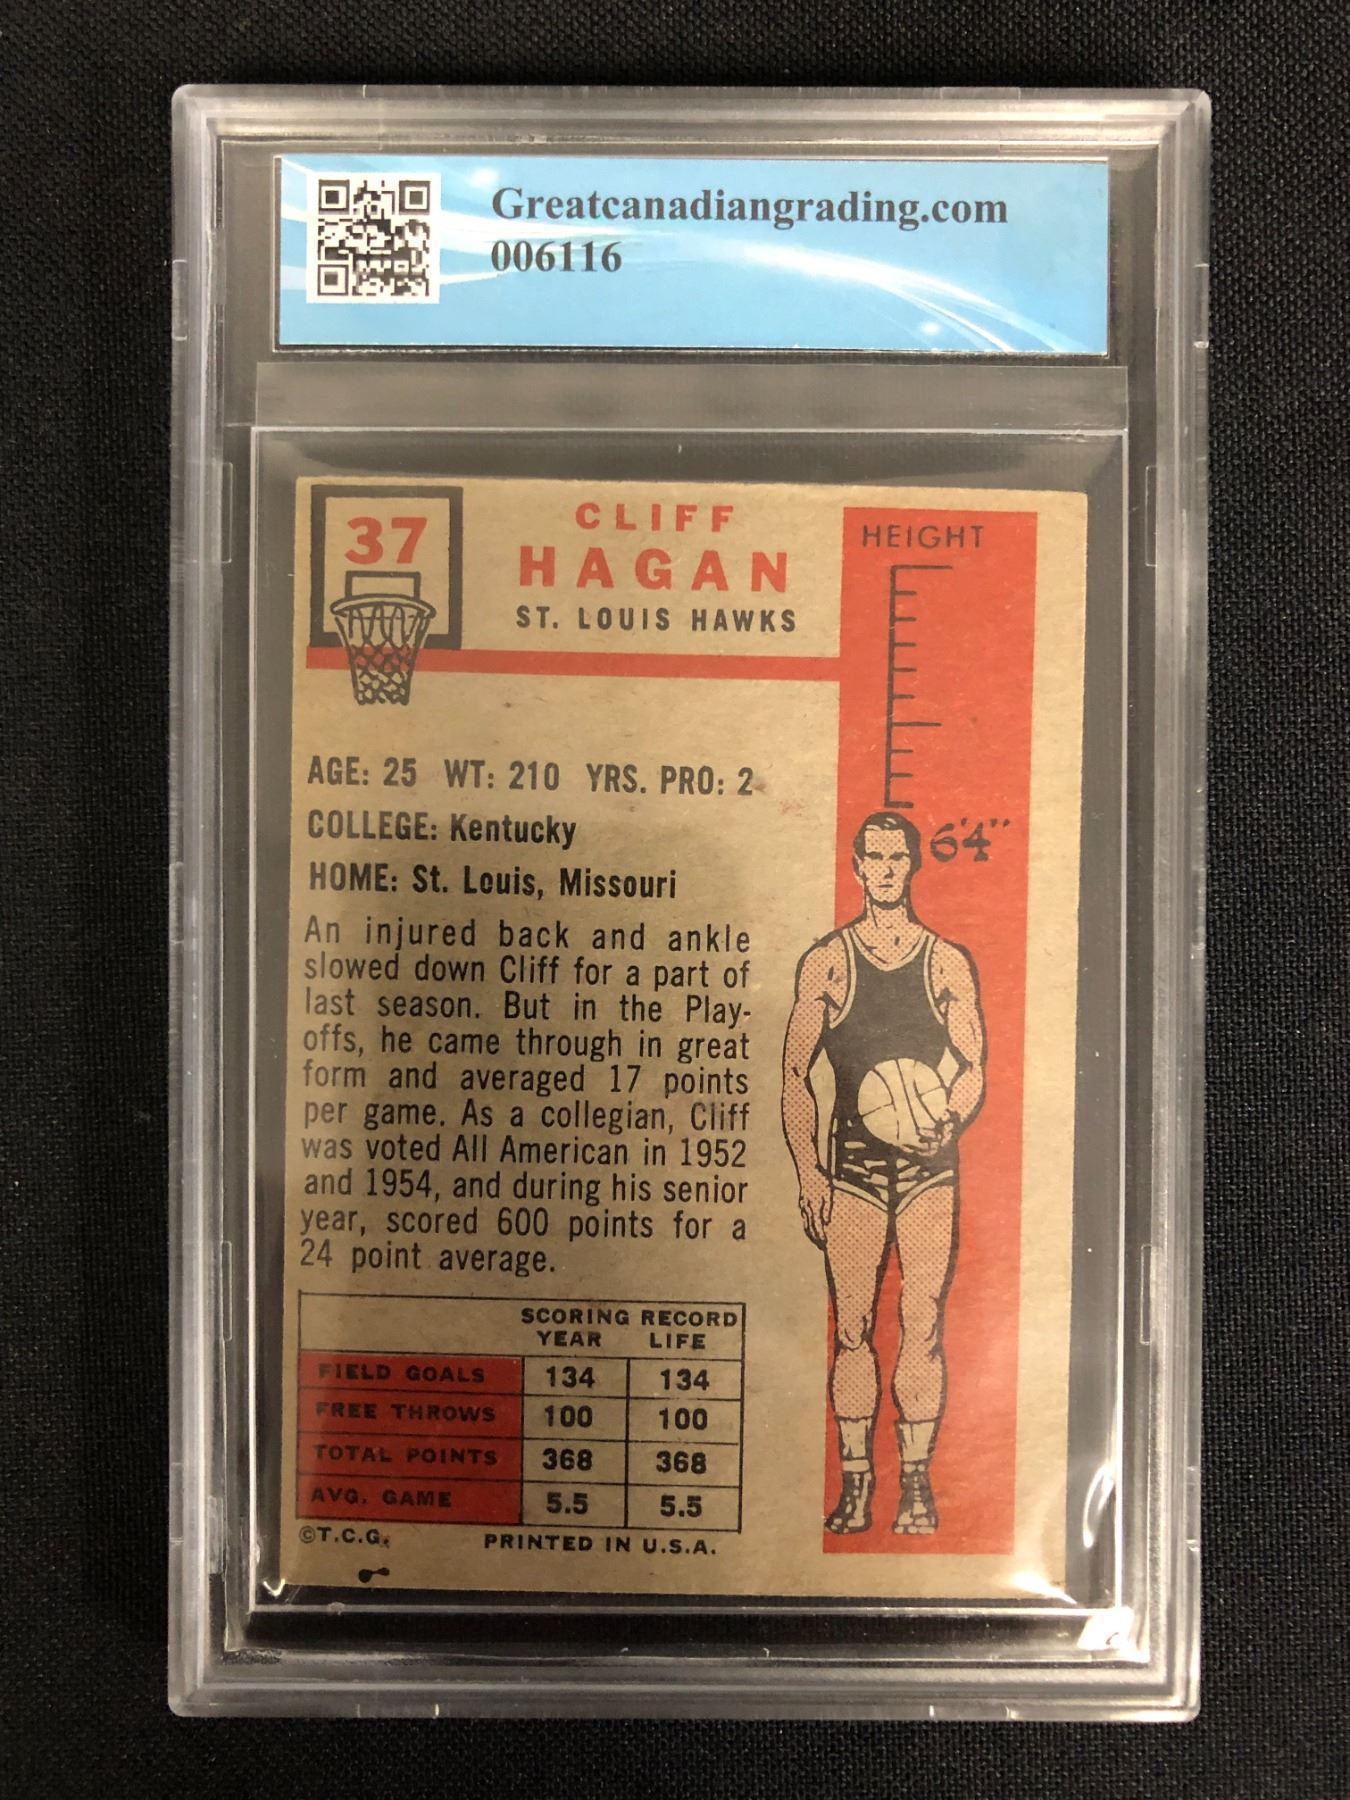 Greatcanadiangrading.com
006116
37
CLIFF
HAGAN
ST. LOUIS HAWKS
HEIGHT
6'4"
AGE: 25 WT: 210 YRS. PRO: 2
COLLEGE: Kentucky
HOME: St. Louis, Missouri
An injured back and ankle
slowed down Cliff for a part of
last season. But in the Play-
offs, he came through in great
form and averaged 17 points
per game. As a collegian, Cliff
was voted All American in 1952
and 1954, and during his senior
year, scored 600 points for a
24 point average.
SCORING RECORD
YEAR LIFE
FIELD GOALS 134 134
FREE THROWS 100 100
TOTAL POINTS 368 368
AVG. GAME 5.5 5.5
©T.C.G. PRINTED IN U.S.A.